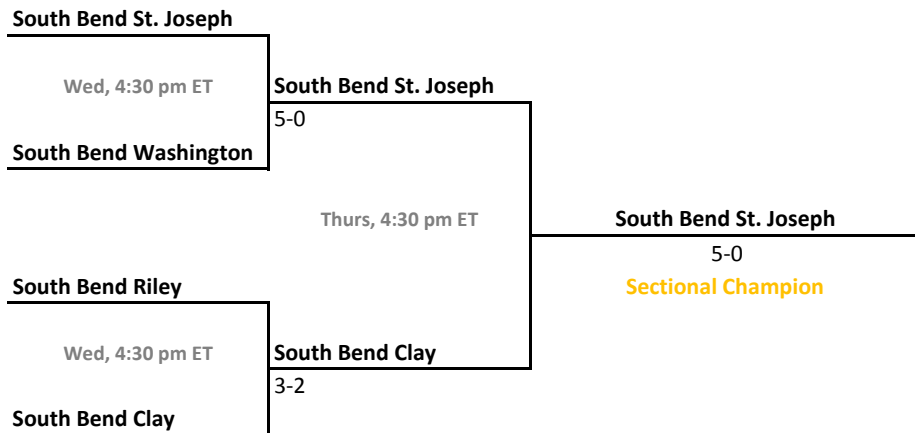 South Bend St. Joseph
Wed, 4:30 pm ET
South Bend St. Joseph
5-0
South Bend Washington
Thurs, 4:30 pm ET
South Bend St. Joseph
5-0
South Bend Riley
Sectional Champion
Wed, 4:30 pm ET
South Bend Clay
3-2
South Bend Clay